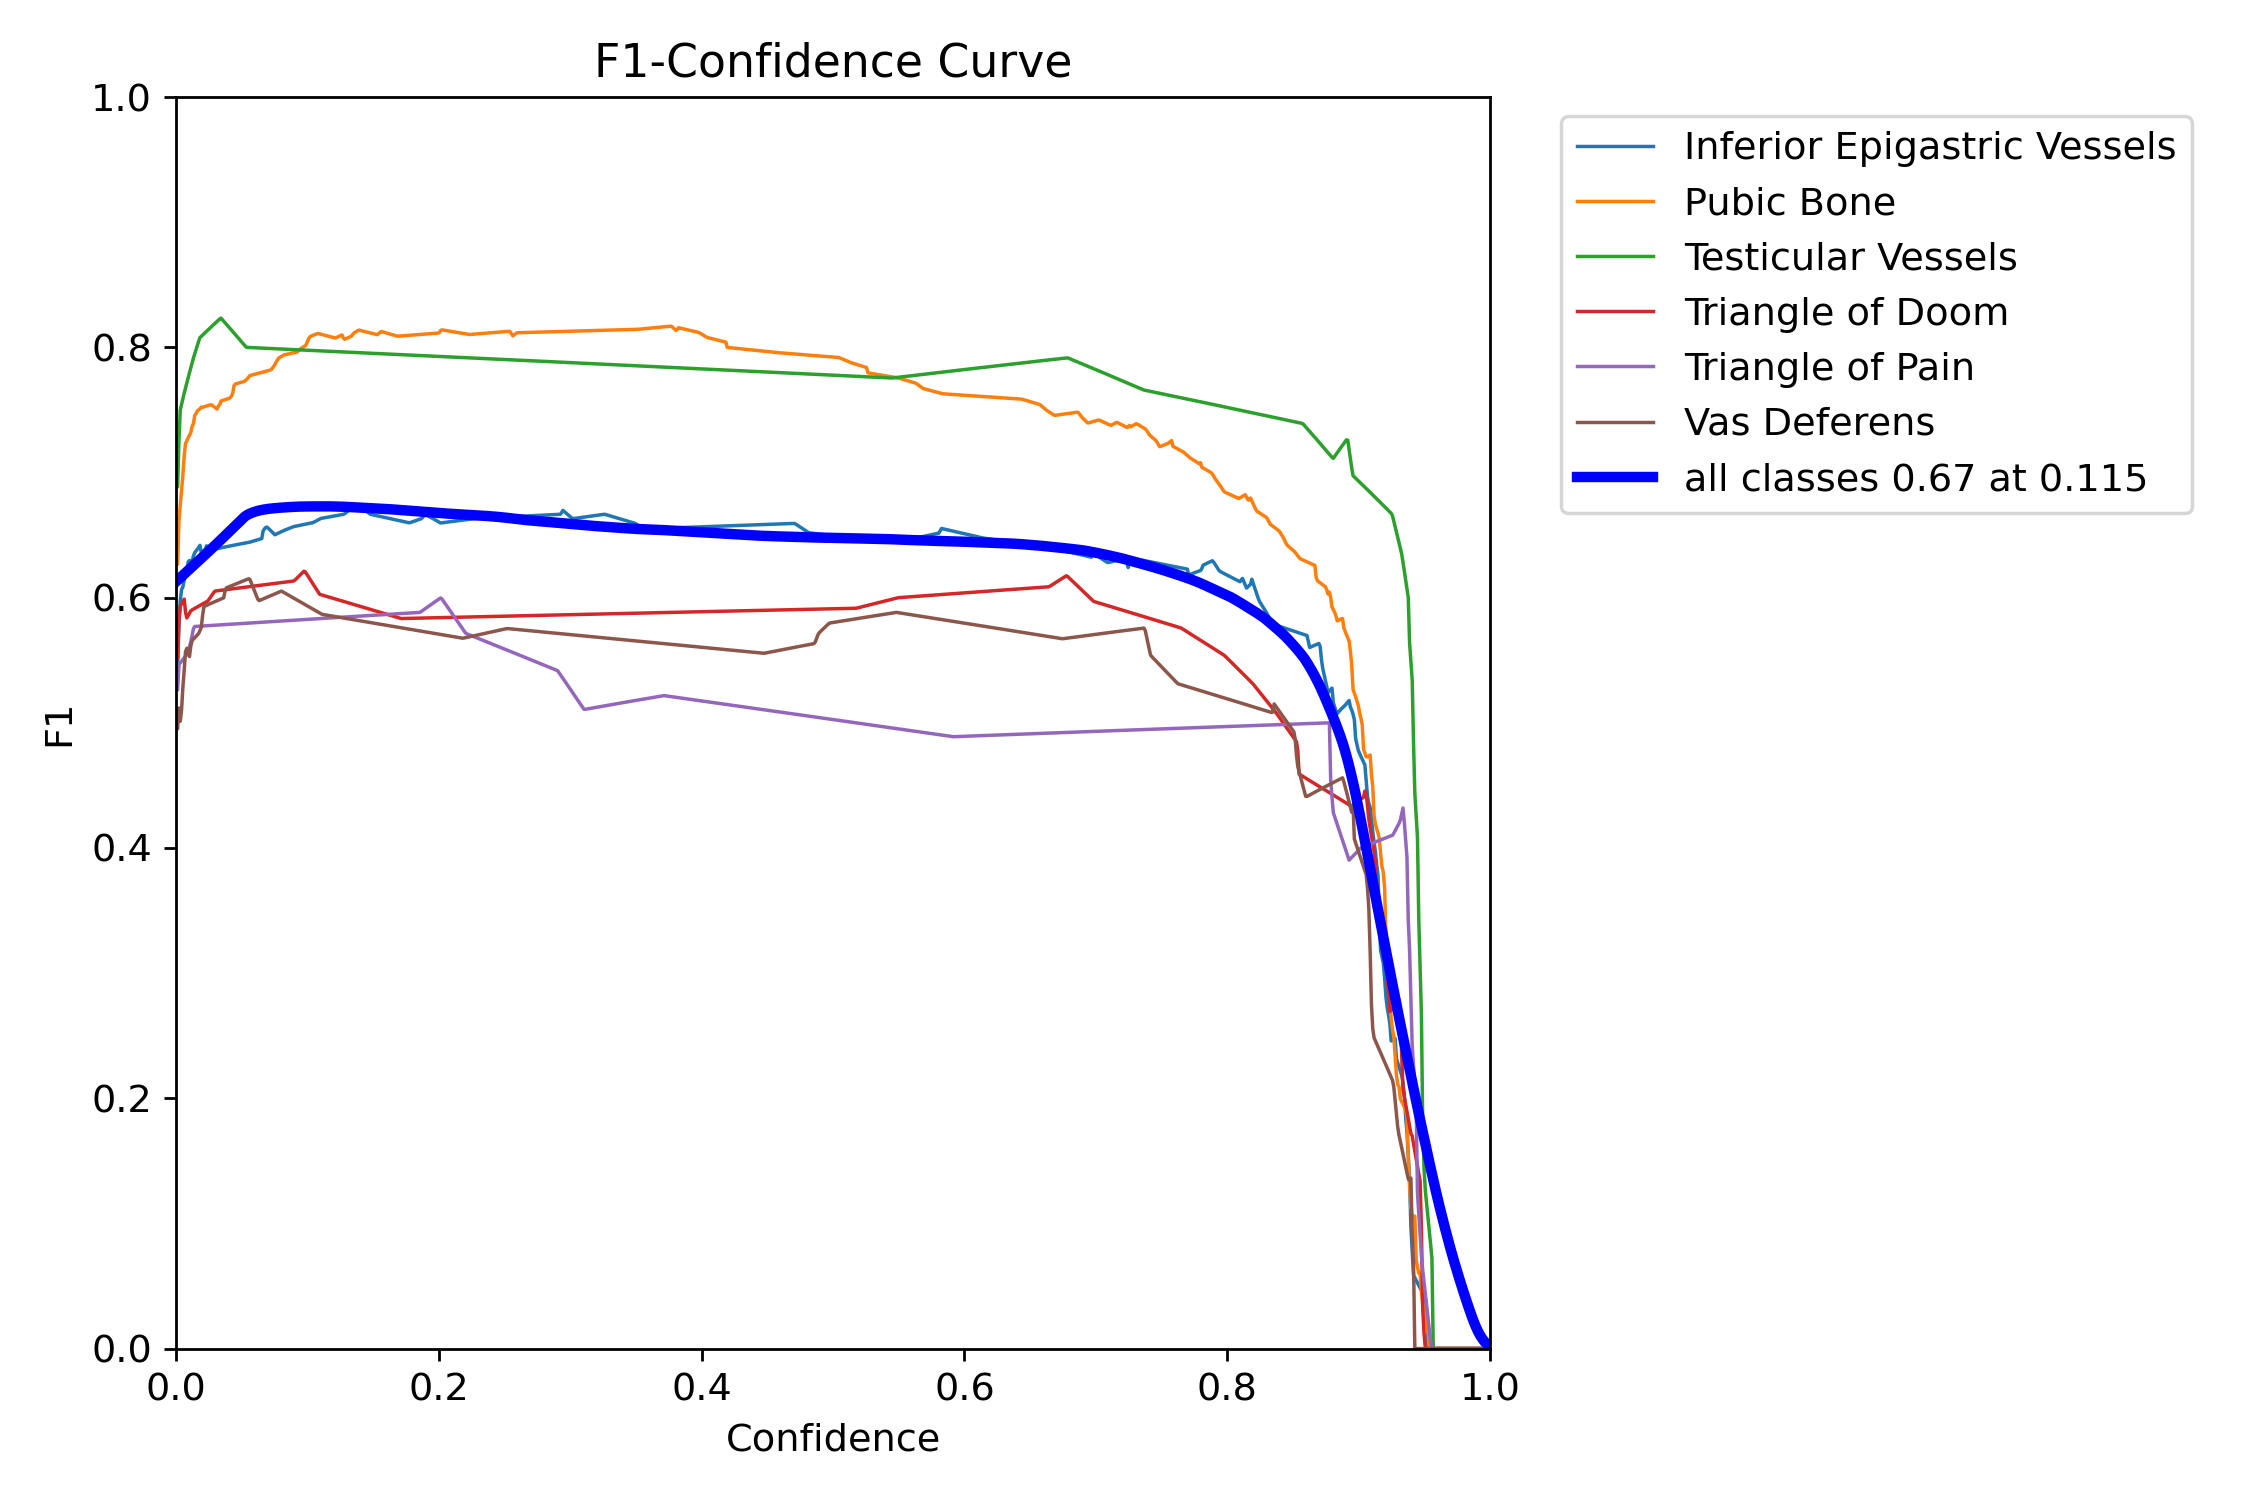 F1-Confidence Curve
1.0
0.8
0.6
0.4
0.2
0.0
F1
0.0 0.2 0.4 0.6 0.8 1.0
Confidence
Inferior Epigastric Vessels
Pubic Bone
Testicular Vessels
Triangle of Doom
Triangle of Pain
Vas Deferens
all classes 0.67 at 0.115